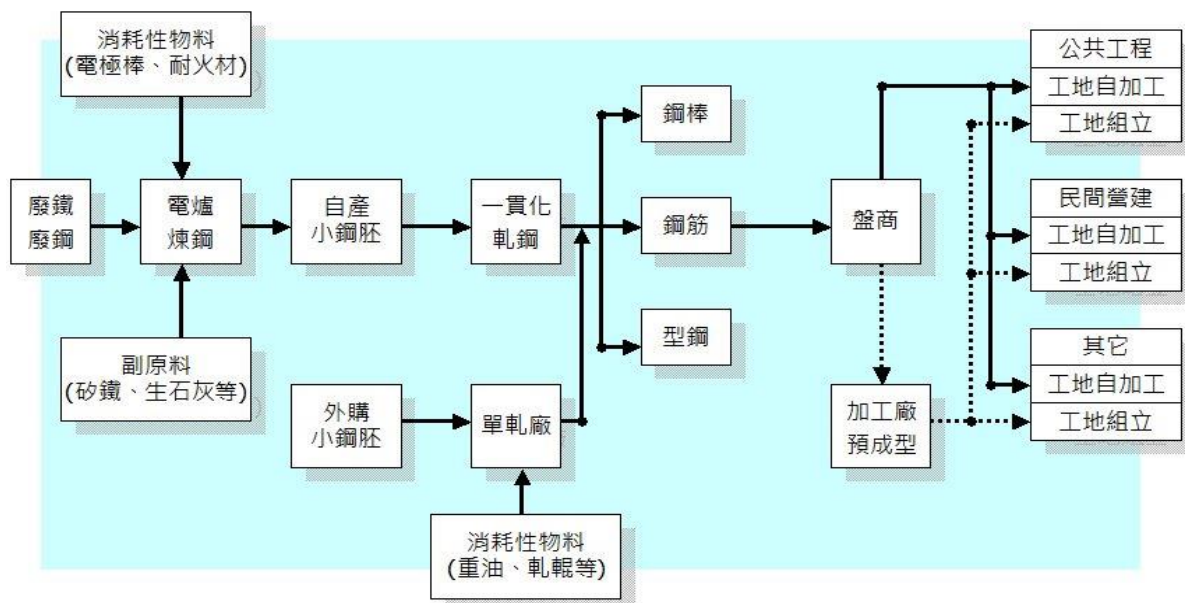 消耗性物料
(電極棒、耐火材)
廢鐵
廢鋼
電爐
煉鋼
副原料
(矽鐵、生石灰等)
自產
小鋼胚
一貫化
軋鋼
外購
小鋼胚
單軋廠
消耗性物料
(重油、軋輥等)
鋼棒
鋼筋
型鋼
盤商
加工廠
預成型
公共工程
工地自加工
工地組立
民間營建
工地自加工
工地組立
其它
工地自加工
工地組立